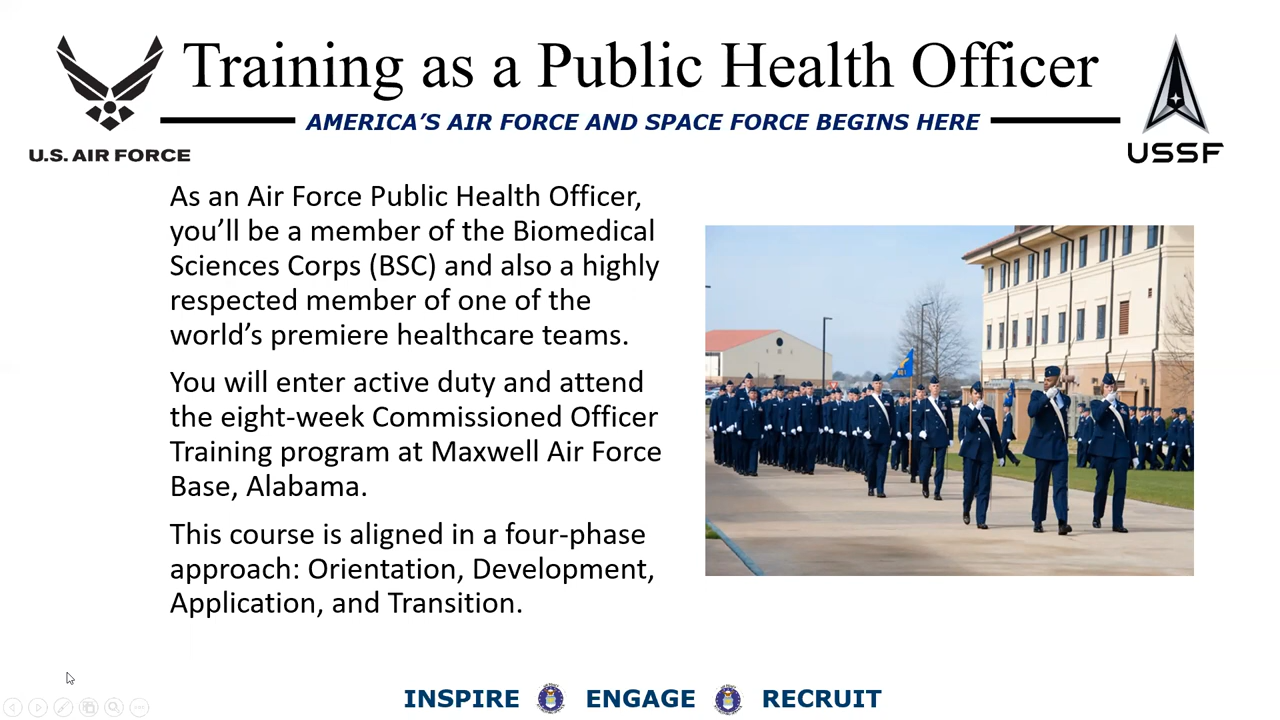 Training as a Public Health Officer
AMERICA'S AIR FORCE AND SPACE FORCE BEGINS HERE
U.S. AIR FORCE
USSF
As an Air Force Public Health Officer,
you'll be a member of the Biomedical
Sciences Corps (BSC) and also a highly
respected member of one of the
world's premiere healthcare teams.
You will enter active duty and attend
the eight-week Commissioned Officer
Training program at Maxwell Air Force
Base, Alabama.
This course is aligned in a four-phase
approach: Orientation, Development,
Application, and Transition.
INSPIRE ENGAGE RECRUIT